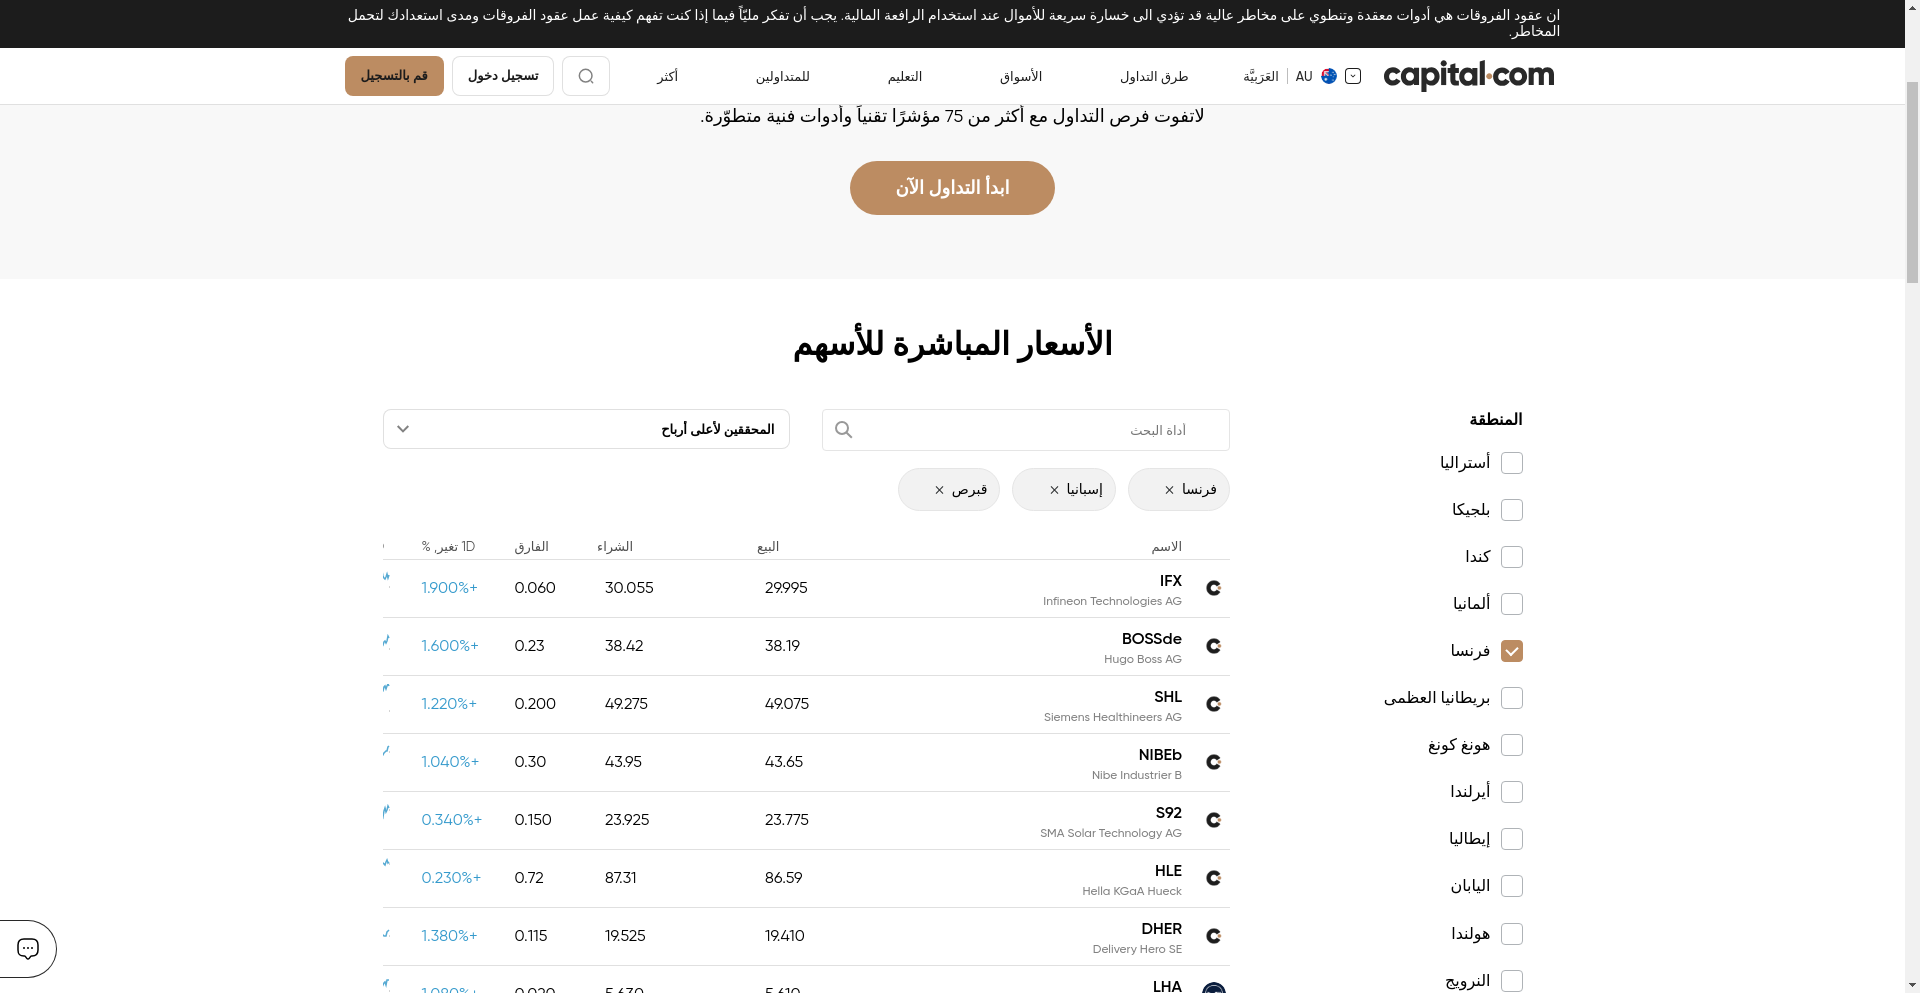 ان عقود الفروقات هي أدوات معقدة وتنطوي على مخاطر عالية قد تؤدي الى خسارة سريعة للأموال عند استخدام الرافعة المالية. يجب أن تفكر مليّاً فيما إذا كنت تفهم كيفية عمل عقود الفروقات ومدى استعدادك لتحمل
المخاطر.
capital.com
العَرَبيَّة | AU
طرق التداول
الأسواق
التعليم
للمتداولين
أكثر
تسجيل دخول
قم بالتسجيل
لاتفوت فرص التداول مع أكثر من 75 مؤشرًا تقنياً وأدوات فنية متطوّرة.
ابدأ التداول الآن
الأسعار المباشرة للأسهم
المنطقة
أستراليا
بلجيكا
كندا
ألمانيا
فرنسا
بريطانيا العظمى
هونغ كونغ
أيرلندا
إيطاليا
اليابان
هولندا
النرويج
أداة البحث
المحققين لأعلى أرباح
فرنسا ×
إسبانيا ×
قبرص ×
الاسم البيع الشراء الفارق 1D تغير, %
IFX 29.995 30.055 0.060 1.900%+
Infineon Technologies AG
BOSSde 38.19 38.42 0.23 1.600%+
Hugo Boss AG
SHL 49.075 49.275 0.200 1.220%+
Siemens Healthineers AG
NIBEb 43.65 43.95 0.30 1.040%+
Nibe Industrier B
S92 23.775 23.925 0.150 0.340%+
SMA Solar Technology AG
HLE 86.59 87.31 0.72 0.230%+
Hella KGaA Hueck
DHER 19.410 19.525 0.115 1.380%+
Delivery Hero SE
LHA 5.610 5.630 0.020 1.080%+